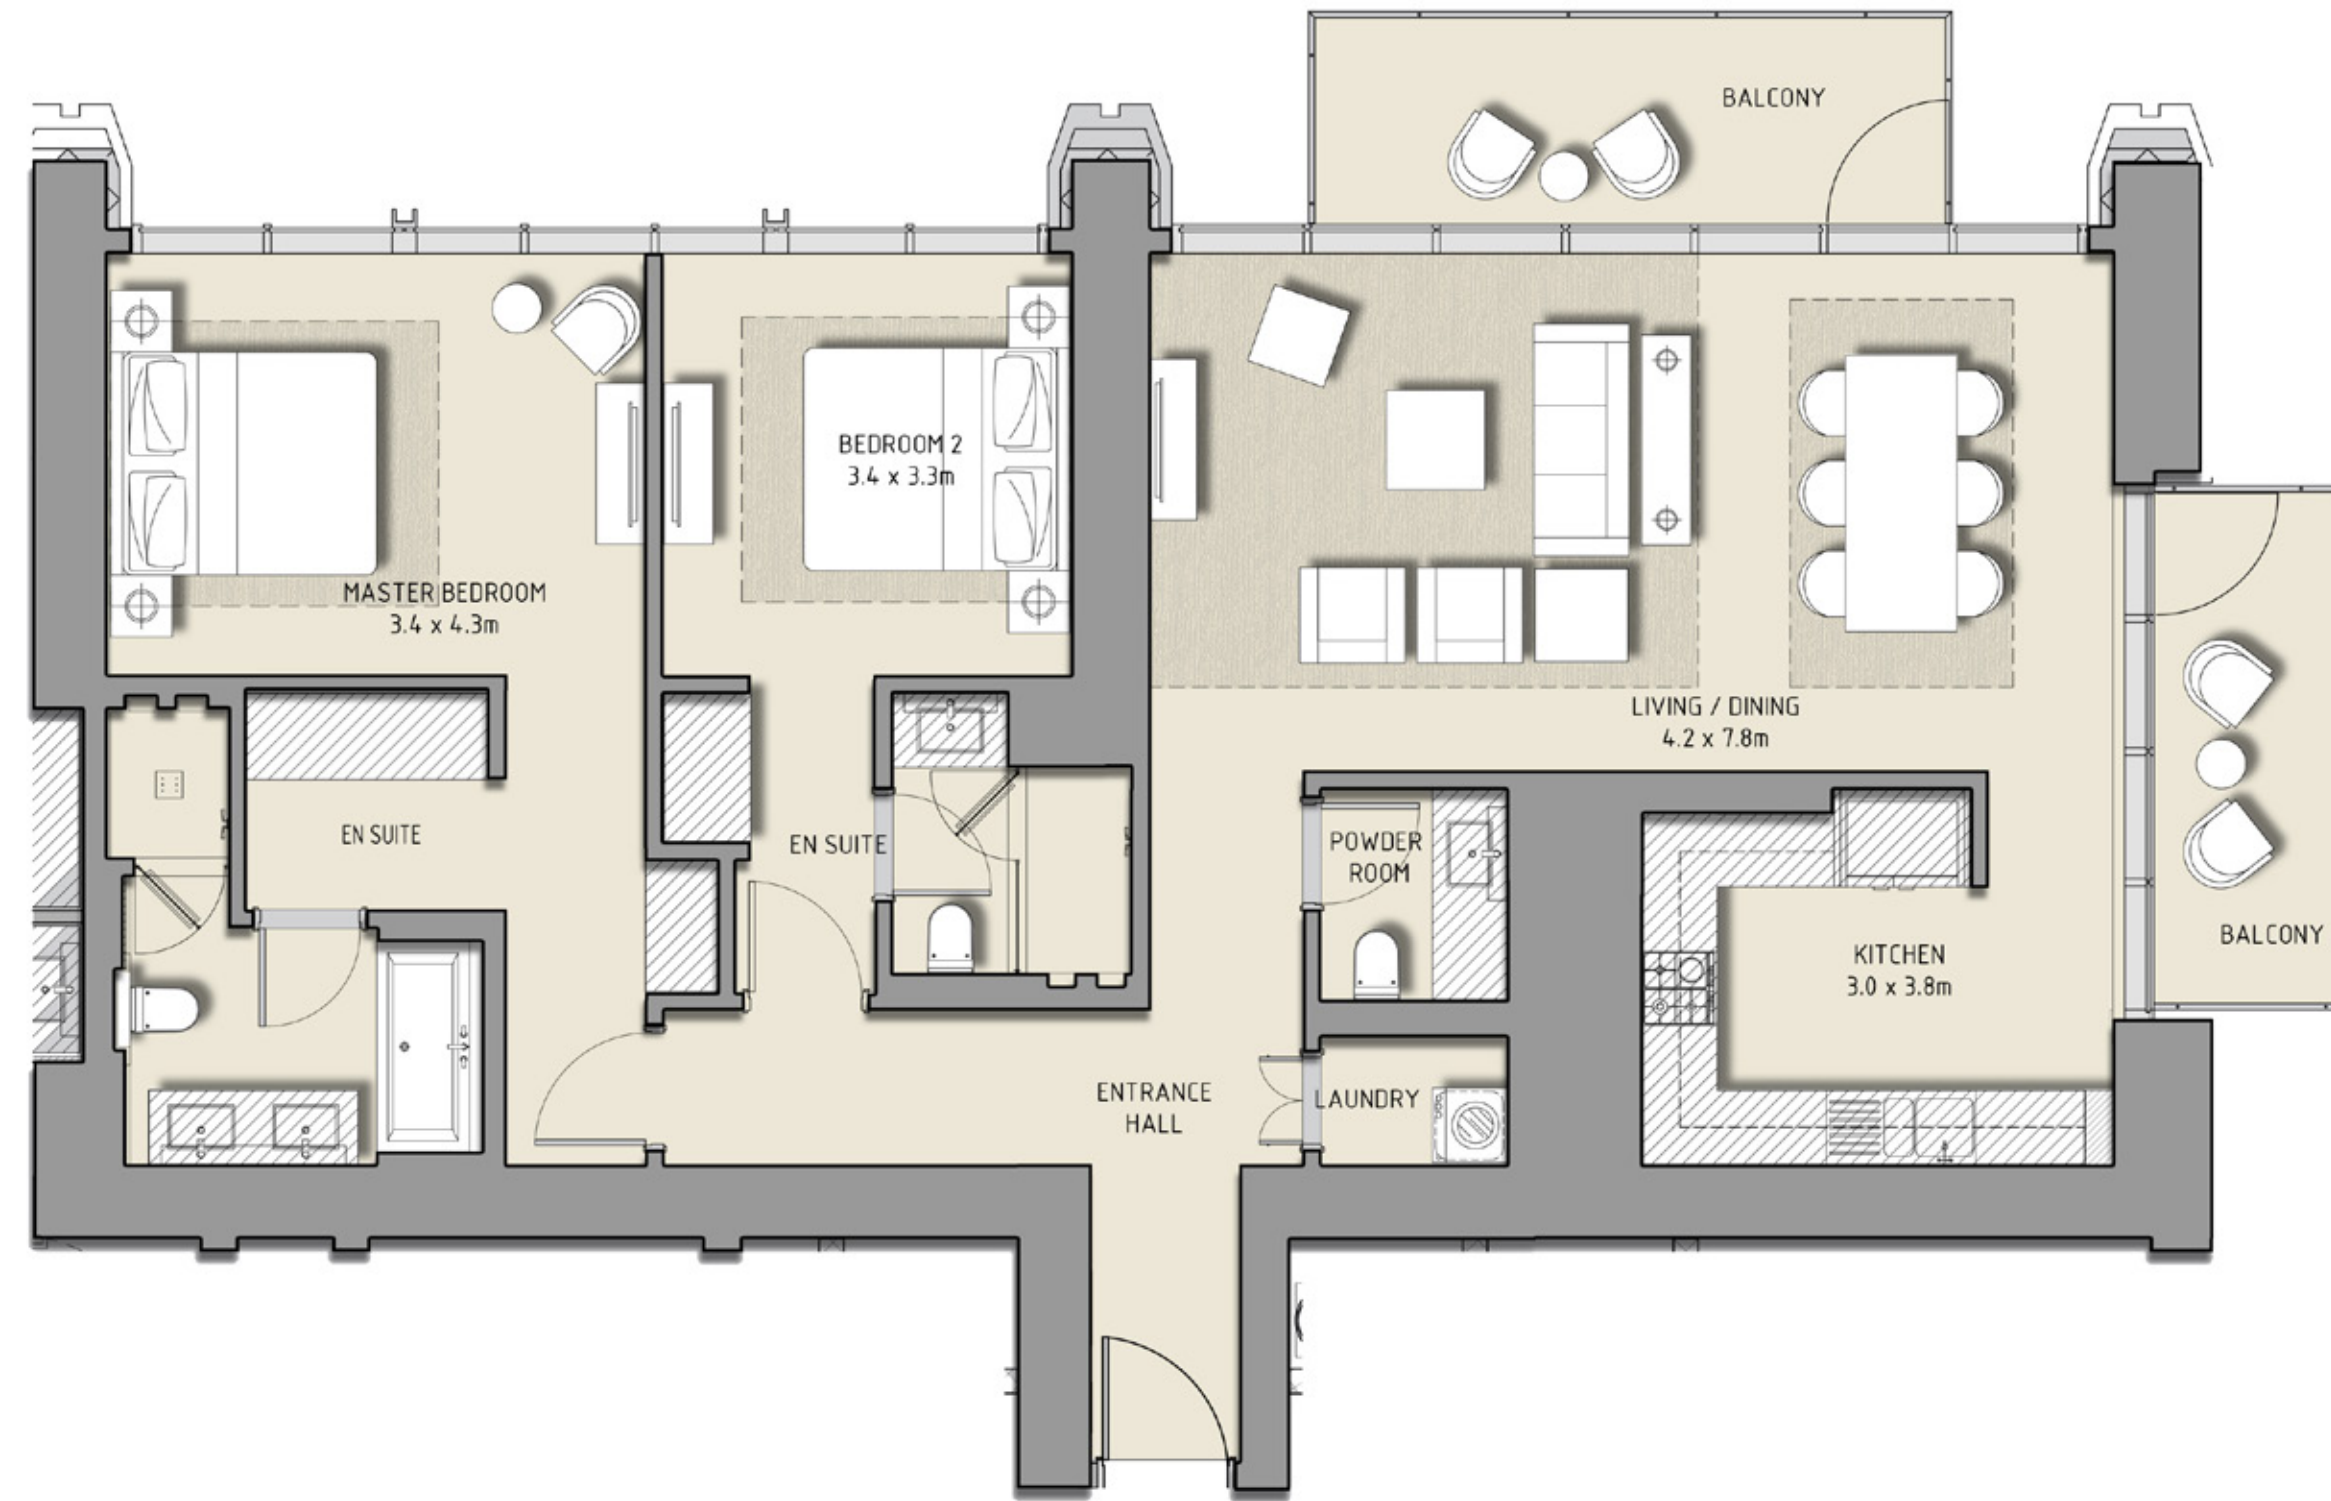 BALCONY
BEDROOM 2
3.4 x 3.3m
MASTER BEDROOM
3.4 x 4.3m
LIVING / DINING
4.2 x 7.8m
EN SUITE
EN SUITE
POWDER
ROOM
KITCHEN
3.0 x 3.8m
BALCONY
ENTRANCE
HALL
LAUNDRY